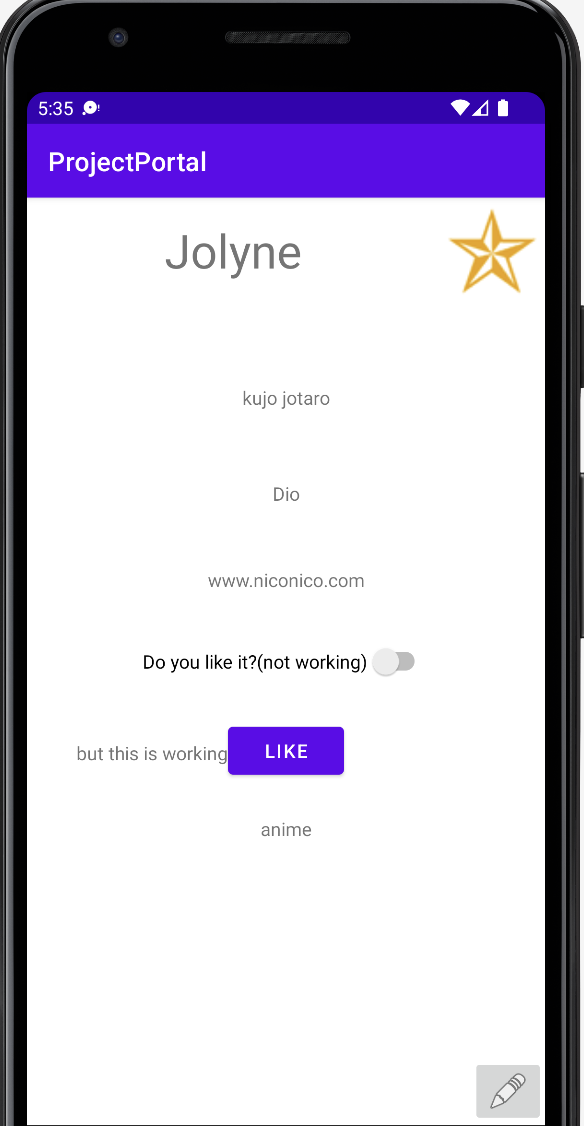 5:35
ProjectPortal
Jolyne
kujo jotaro
Dio
www.niconico.com
Do you like it?(not working)
but this is working LIKE
anime